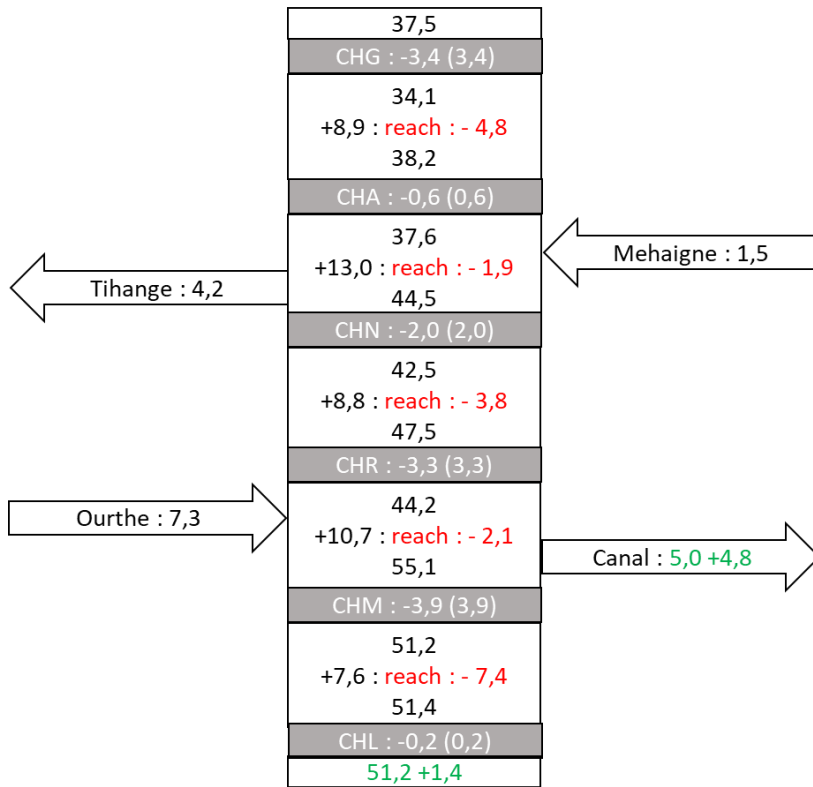 37,5
CHG : -3,4 (3,4)
34,1
+8,9 : reach : - 4,8
38,2
CHA : -0,6 (0,6)
37,6
Mehaigne : 1,5
+13,0 : reach : - 1,9
Tihange : 4,2
44,5
CHN : -2,0 (2,0)
42,5
+8,8 : reach : - 3,8
47,5
CHR : -3,3 (3,3)
44,2
Ourthe : 7,3
+10,7 : reach : - 2,1
Canal : 5,0 +4,8
55,1
CHM : -3,9 (3,9)
51,2
+7,6 : reach : - 7,4
51,4
CHL : -0,2 (0,2)
51,2 +1,4